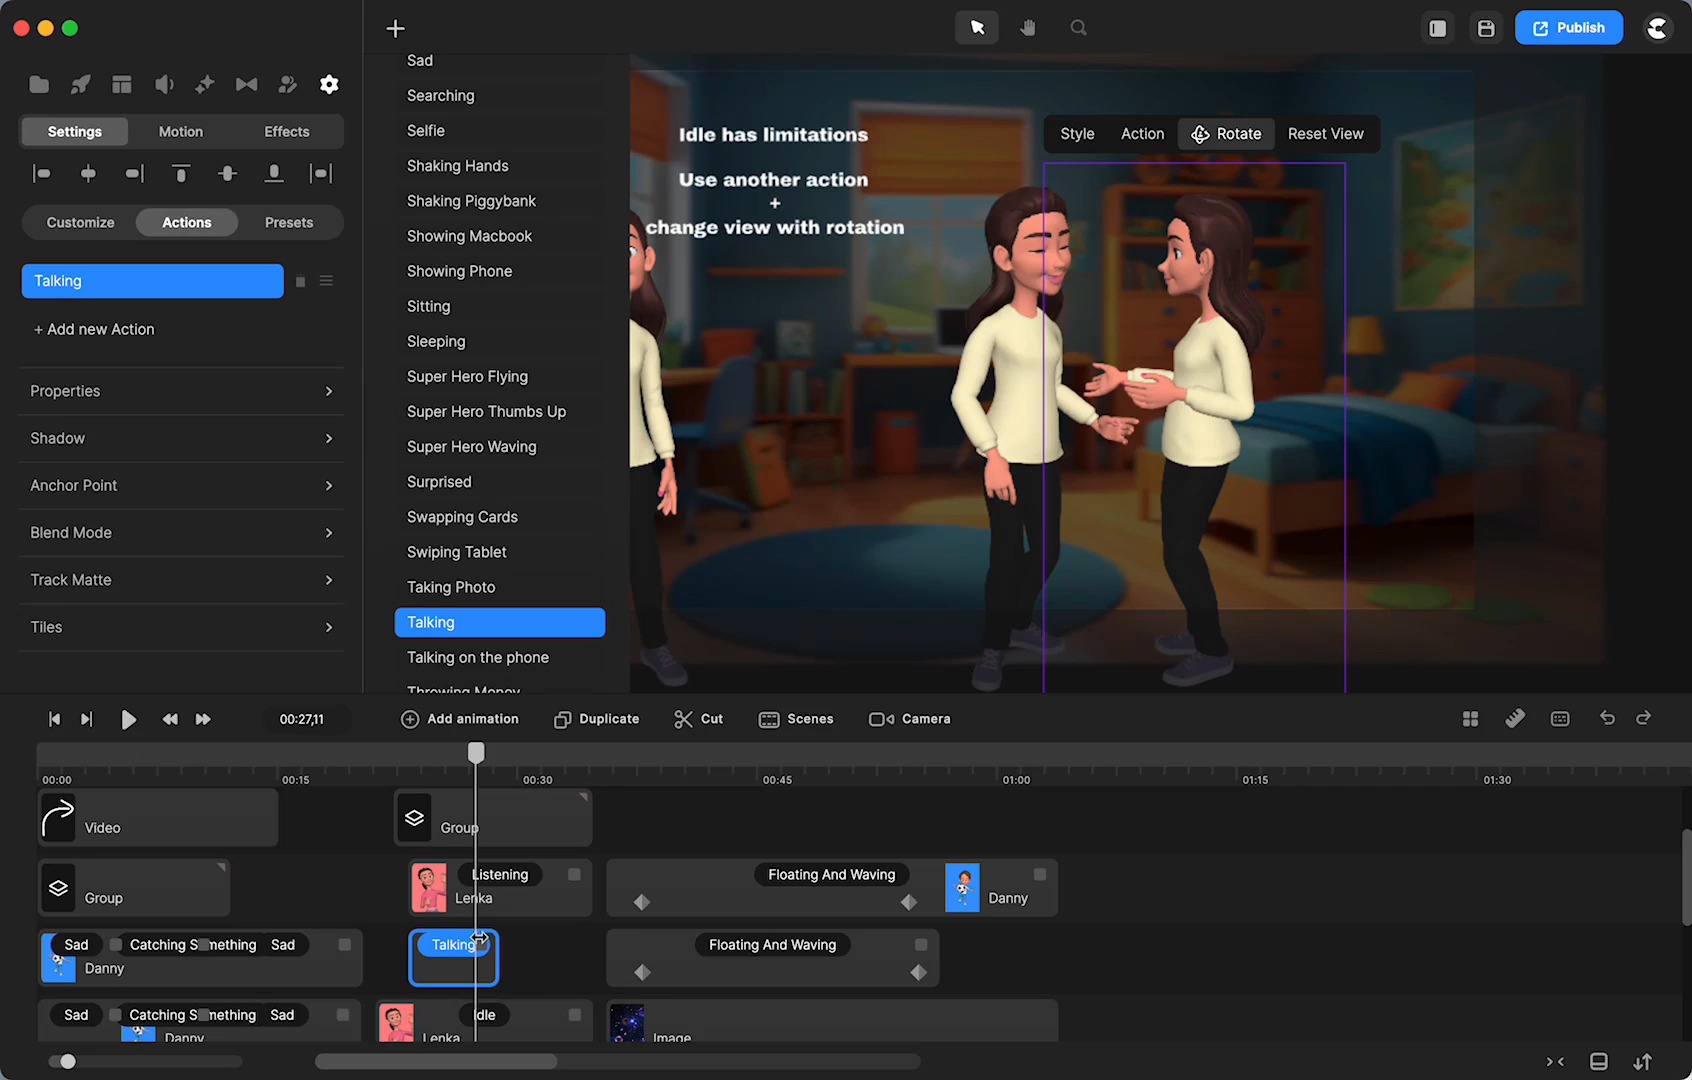 Publish
Settings
Motion
Effects
Customize
Actions
Presets
Talking
+ Add new Action
Properties
Shadow
Anchor Point
Blend Mode
Track Matte
Tiles
Sad
Searching
Selfie
Shaking Hands
Shaking Piggybank
Showing Macbook
Showing Phone
Sitting
Sleeping
Super Hero Flying
Super Hero Thumbs Up
Super Hero Waving
Surprised
Swapping Cards
Swiping Tablet
Taking Photo
Talking
Talking on the phone
Throwing Money
Idle has limitations
Use another action
+
change view with rotation
Style
Action
Rotate
Reset View
00:27,11
Add animation
Duplicate
Cut
Scenes
Camera
00:00
00:15
00:30
00:45
01:00
01:15
01:30
Video
Group
Group
Listening
Lenka
Floating And Waving
Danny
Sad
Catching Something
Sad
Danny
Talking
Floating And Waving
Sad
Catching Something
Sad
Danny
Idle
Lenka
Image